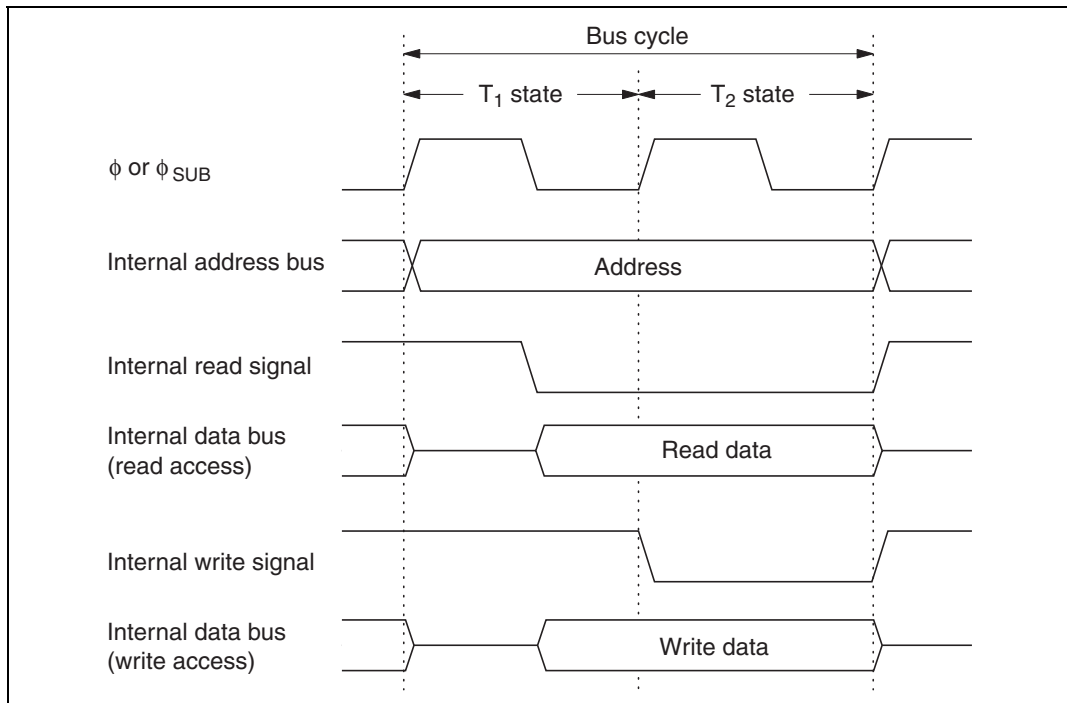 Bus cycle
T₁ state
T₂ state
ϕ or ϕ SUB
Internal address bus
Address
Internal read signal
Internal data bus
(read access)
Read data
Internal write signal
Internal data bus
(write access)
Write data